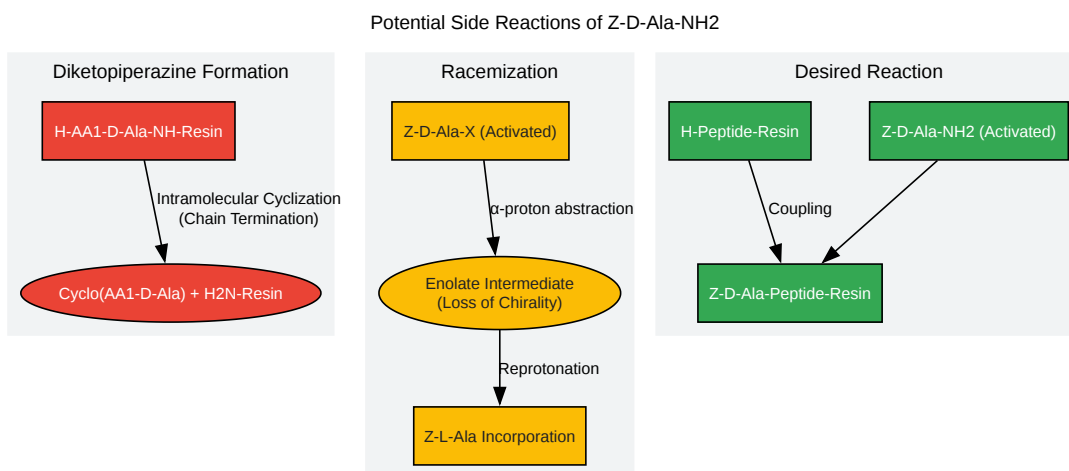 Potential Side Reactions of Z-D-Ala-NH2
Diketopiperazine Formation
H-AA1-D-Ala-NH-Resin
Intramolecular Cyclization
(Chain Termination)
Cyclo(AA1-D-Ala) + H2N-Resin
Racemization
Z-D-Ala-X (Activated)
α-proton abstraction
Enolate Intermediate
(Loss of Chirality)
Reprotonation
Z-L-Ala Incorporation
Desired Reaction
H-Peptide-Resin
Z-D-Ala-NH2 (Activated)
Coupling
Z-D-Ala-Peptide-Resin